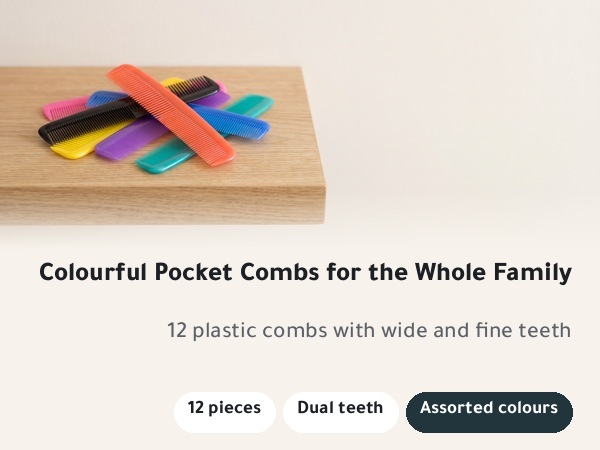 Colourful Pocket Combs for the Whole Family
12 plastic combs with wide and fine teeth
12 pieces
Dual teeth
Assorted colours